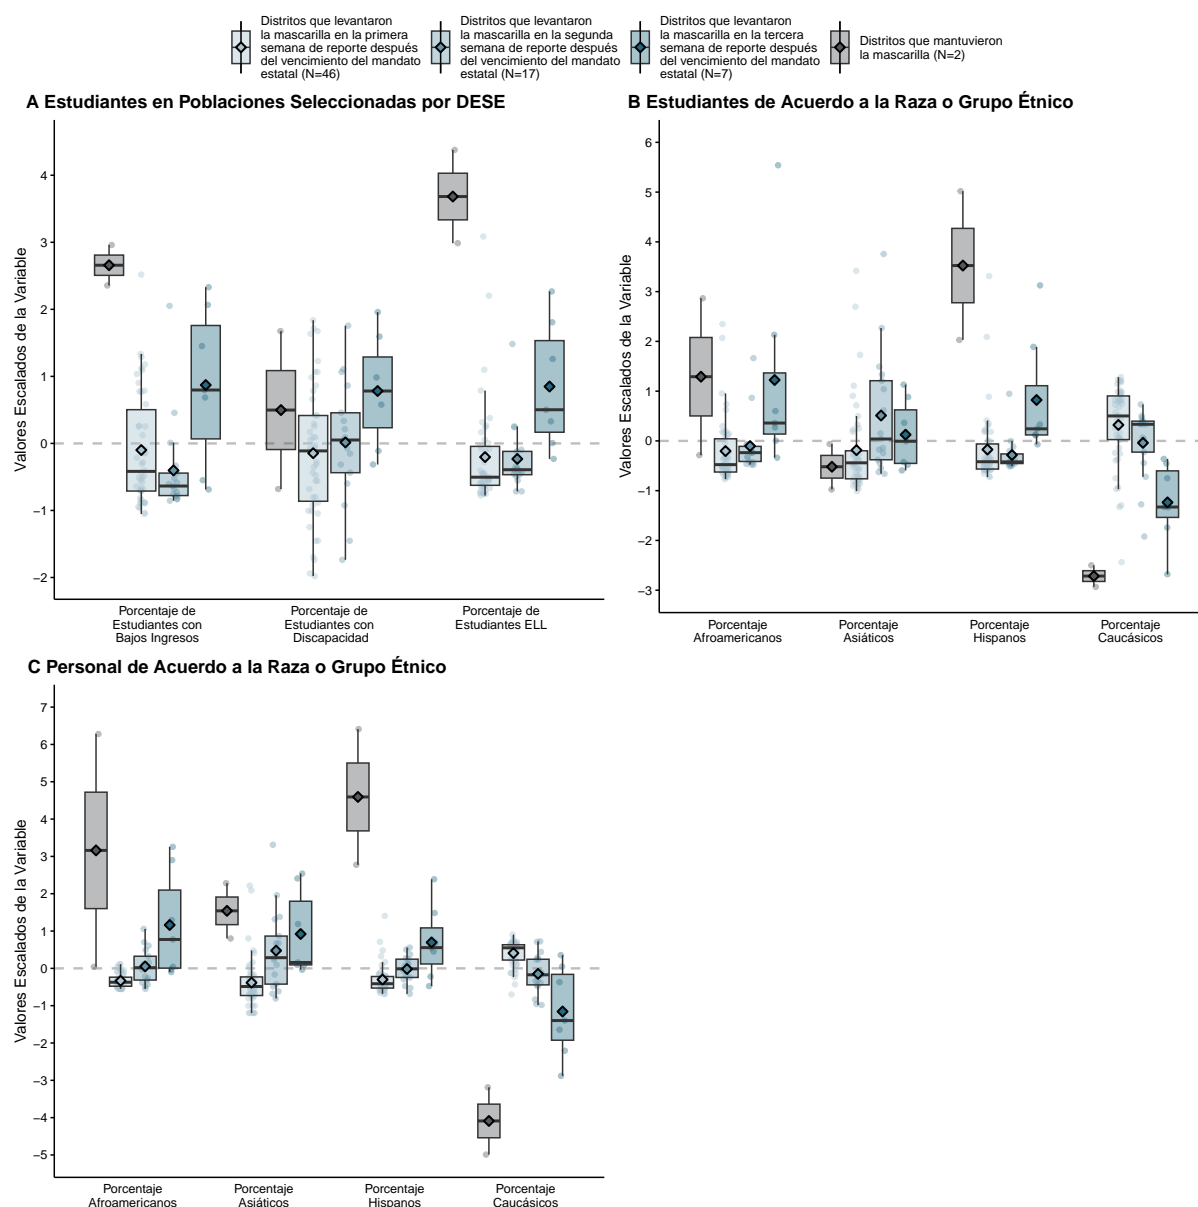 Distritos que levantaron
la mascarilla en la primera
semana de reporte después
del vencimiento del mandato
estatal (N=46)
Distritos que levantaron
la mascarilla en la segunda
semana de reporte después
del vencimiento del mandato
estatal (N=17)
Distritos que levantaron
la mascarilla en la tercera
semana de reporte después
del vencimiento del mandato
estatal (N=7)
Distritos que mantuvieron
la mascarilla (N=2)
A Estudiantes en Poblaciones Seleccionadas por DESE
Valores Escalados de la Variable
4
3
2
1
0
−1
−2
Porcentaje de
Estudiantes con
Bajos Ingresos
Porcentaje de
Estudiantes con
Discapacidad
Porcentaje de
Estudiantes ELL
B Estudiantes de Acuerdo a la Raza o Grupo Étnico
Valores Escalados de la Variable
6
5
4
3
2
1
0
−1
−2
−3
Porcentaje
Afroamericanos
Porcentaje
Asiáticos
Porcentaje
Hispanos
Porcentaje
Caucásicos
C Personal de Acuerdo a la Raza o Grupo Étnico
Valores Escalados de la Variable
7
6
5
4
3
2
1
0
−1
−2
−3
−4
−5
Porcentaje
Afroamericanos
Porcentaje
Asiáticos
Porcentaje
Hispanos
Porcentaje
Caucásicos